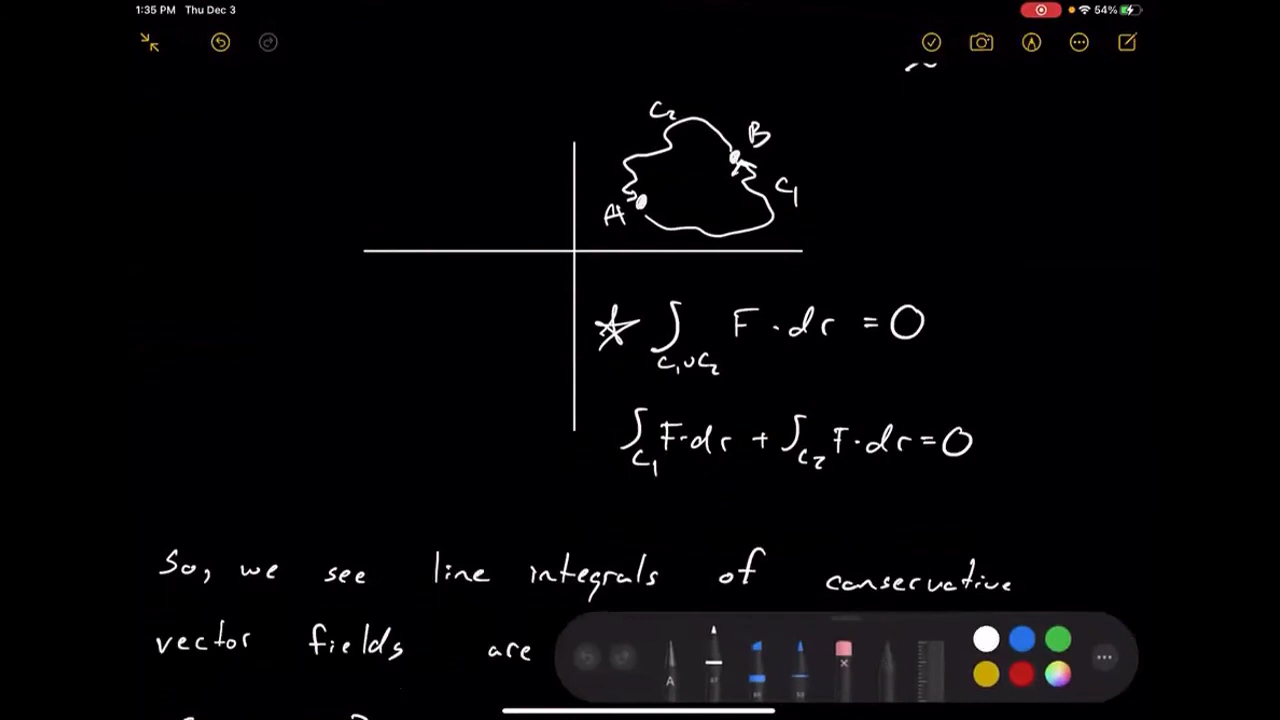 1:35 PM Thu Dec 3
54%
C₂
B
C₁
A
☆ ∫_{C₁∪C₂} F · dr = 0
∫_{C₁} F·dr + ∫_{C₂} F·dr = 0
So, we see line integrals of conservative
vector fields are
A